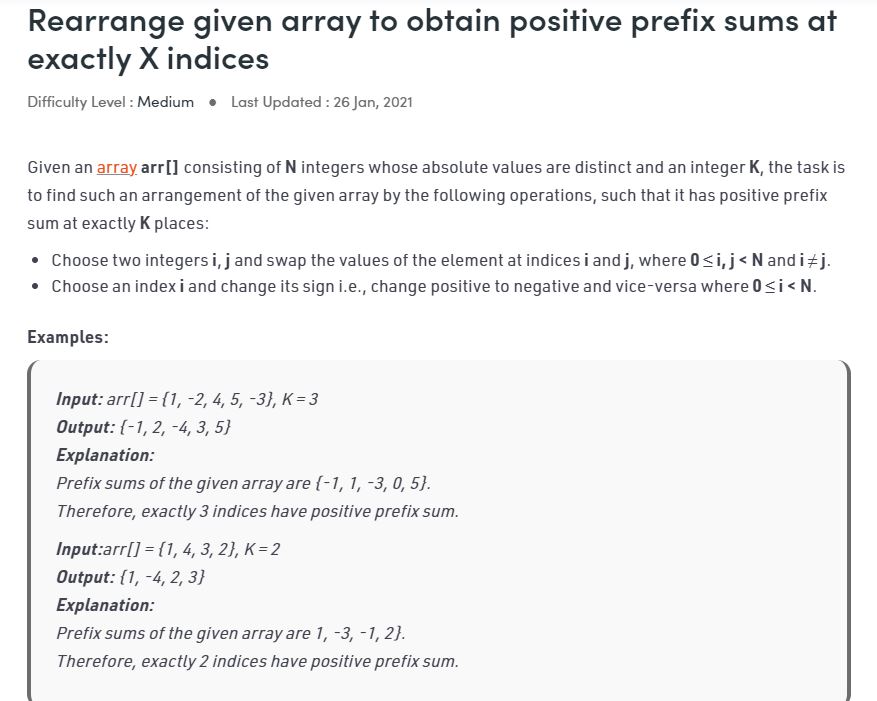 Rearrange given array to obtain positive prefix sums at
exactly X indices
Difficulty Level : Medium ● Last Updated : 26 Jan, 2021
Given an array arr[] consisting of N integers whose absolute values are distinct and an integer K, the task is
to find such an arrangement of the given array by the following operations, such that it has positive prefix
sum at exactly K places:
• Choose two integers i, j and swap the values of the element at indices i and j, where 0 ≤ i, j < N and i ≠ j.
• Choose an index i and change its sign i.e., change positive to negative and vice-versa where 0 ≤ i < N.
Examples:
Input: arr[] = {1, -2, 4, 5, -3}, K = 3
Output: {-1, 2, -4, 3, 5}
Explanation:
Prefix sums of the given array are {-1, 1, -3, 0, 5}.
Therefore, exactly 3 indices have positive prefix sum.
Input:arr[] = {1, 4, 3, 2}, K = 2
Output: {1, -4, 2, 3}
Explanation:
Prefix sums of the given array are 1, -3, -1, 2}.
Therefore, exactly 2 indices have positive prefix sum.